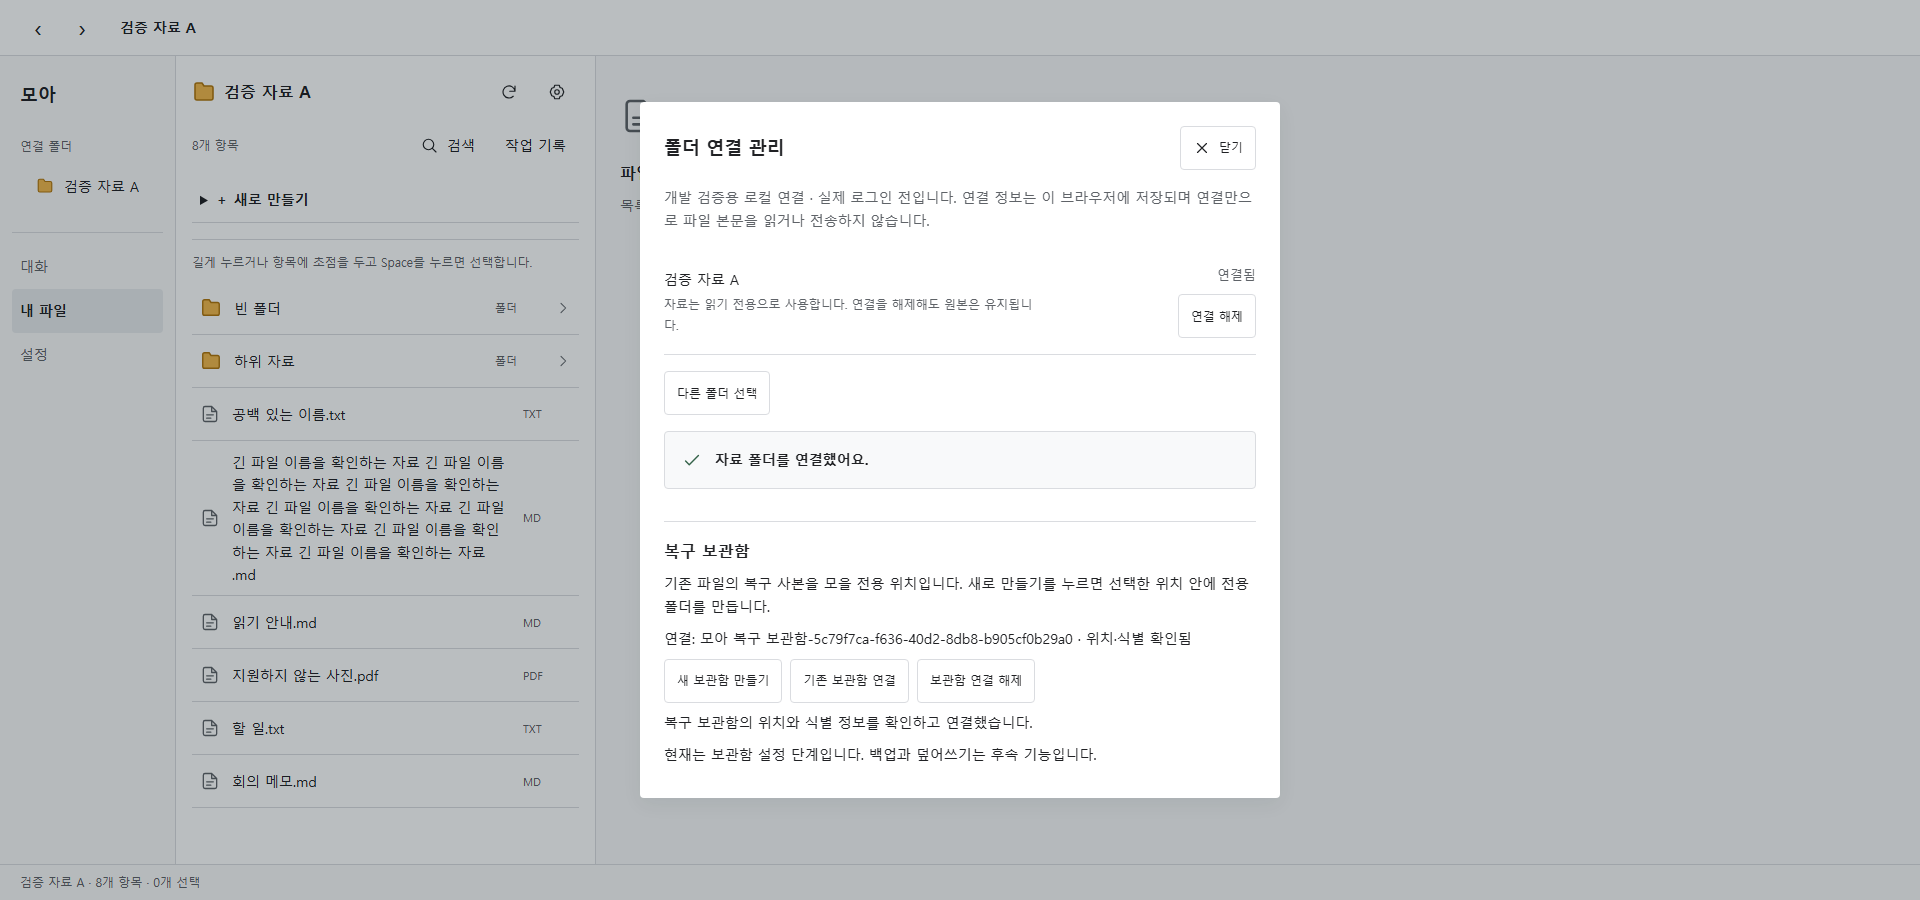 검증 자료 A
모아
연결 폴더
검증 자료 A
대화
내 파일
설정
검증 자료 A
8개 항목
검색
작업 기록
+ 새로 만들기
길게 누르거나 항목에 초점을 두고 Space를 누르면 선택합니다.
빈 폴더
폴더
하위 자료
폴더
공백 있는 이름.txt
TXT
긴 파일 이름을 확인하는 자료 긴 파일 이름
을 확인하는 자료 긴 파일 이름을 확인하는
자료 긴 파일 이름을 확인하는 자료 긴 파일
이름을 확인하는 자료 긴 파일 이름을 확인
하는 자료 긴 파일 이름을 확인하는 자료
.md
MD
읽기 안내.md
MD
지원하지 않는 사진.pdf
PDF
할 일.txt
TXT
회의 메모.md
MD
폴더 연결 관리
닫기
개발 검증용 로컬 연결 · 실제 로그인 전입니다. 연결 정보는 이 브라우저에 저장되며 연결만으
로 파일 본문을 읽거나 전송하지 않습니다.
검증 자료 A
연결됨
자료는 읽기 전용으로 사용합니다. 연결을 해제해도 원본은 유지됩니
다.
연결 해제
다른 폴더 선택
자료 폴더를 연결했어요.
복구 보관함
기존 파일의 복구 사본을 모을 전용 위치입니다. 새로 만들기를 누르면 선택한 위치 안에 전용
폴더를 만듭니다.
연결: 모아 복구 보관함-5c79f7ca-f636-40d2-8db8-b905cf0b29a0 · 위치·식별 확인됨
새 보관함 만들기
기존 보관함 연결
보관함 연결 해제
복구 보관함의 위치와 식별 정보를 확인하고 연결했습니다.
현재는 보관함 설정 단계입니다. 백업과 덮어쓰기는 후속 기능입니다.
검증 자료 A · 8개 항목 · 0개 선택